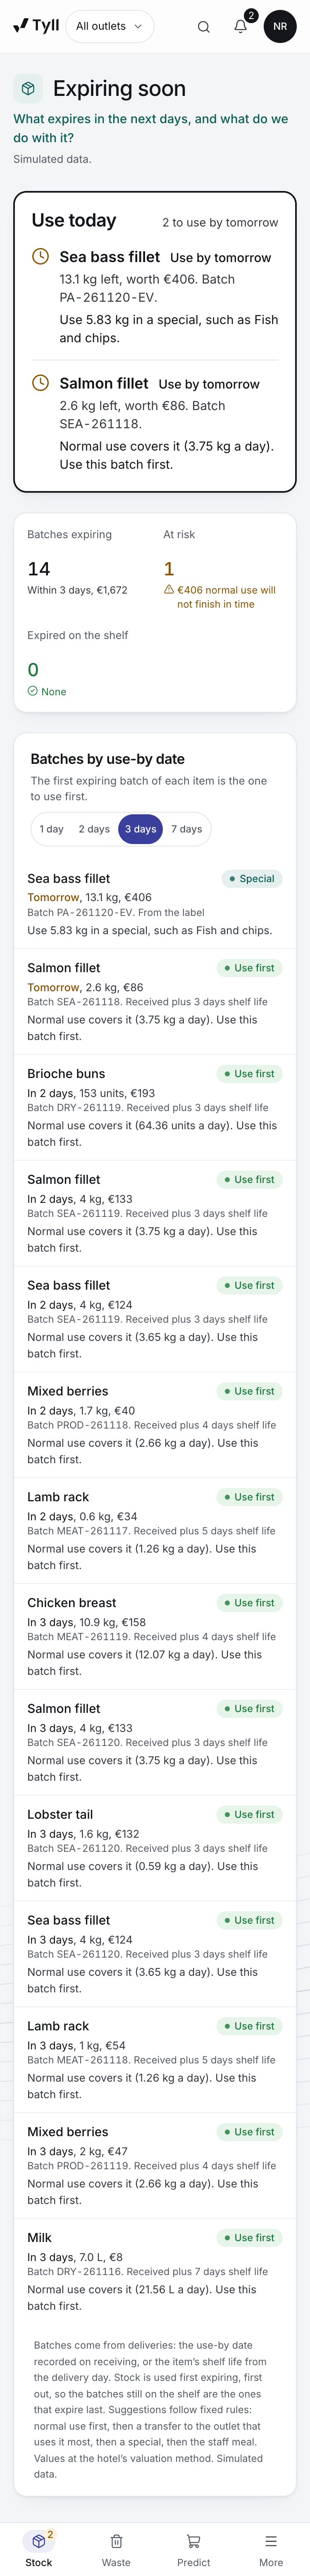 Tyll
All outlets
2
NR
Expiring soon
What expires in the next days, and what do we
do with it?
Simulated data.
Use today
2 to use by tomorrow
Sea bass fillet Use by tomorrow
13.1 kg left, worth €406. Batch
PA-261120-EV.
Use 5.83 kg in a special, such as Fish
and chips.
Salmon fillet Use by tomorrow
2.6 kg left, worth €86. Batch
SEA-261118.
Normal use covers it (3.75 kg a day).
Use this batch first.
Batches expiring
14
Within 3 days, €1,672
At risk
1
€406 normal use will
not finish in time
Expired on the shelf
0
None
Batches by use-by date
The first expiring batch of each item is the one
to use first.
1 day 2 days 3 days 7 days
Sea bass fillet Special
Tomorrow, 13.1 kg, €406
Batch PA-261120-EV. From the label
Use 5.83 kg in a special, such as Fish and chips.
Salmon fillet Use first
Tomorrow, 2.6 kg, €86
Batch SEA-261118. Received plus 3 days shelf life
Normal use covers it (3.75 kg a day). Use this
batch first.
Brioche buns Use first
In 2 days, 153 units, €193
Batch DRY-261119. Received plus 3 days shelf life
Normal use covers it (64.36 units a day). Use this
batch first.
Salmon fillet Use first
In 2 days, 4 kg, €133
Batch SEA-261119. Received plus 3 days shelf life
Normal use covers it (3.75 kg a day). Use this
batch first.
Sea bass fillet Use first
In 2 days, 4 kg, €124
Batch SEA-261119. Received plus 3 days shelf life
Normal use covers it (3.65 kg a day). Use this
batch first.
Mixed berries Use first
In 2 days, 1.7 kg, €40
Batch PROD-261118. Received plus 4 days shelf life
Normal use covers it (2.66 kg a day). Use this
batch first.
Lamb rack Use first
In 2 days, 0.6 kg, €34
Batch MEAT-261117. Received plus 5 days shelf life
Normal use covers it (1.26 kg a day). Use this
batch first.
Chicken breast Use first
In 3 days, 10.9 kg, €158
Batch MEAT-261119. Received plus 4 days shelf life
Normal use covers it (12.07 kg a day). Use this
batch first.
Salmon fillet Use first
In 3 days, 4 kg, €133
Batch SEA-261120. Received plus 3 days shelf life
Normal use covers it (3.75 kg a day). Use this
batch first.
Lobster tail Use first
In 3 days, 1.6 kg, €132
Batch SEA-261120. Received plus 3 days shelf life
Normal use covers it (0.59 kg a day). Use this
batch first.
Sea bass fillet Use first
In 3 days, 4 kg, €124
Batch SEA-261120. Received plus 3 days shelf life
Normal use covers it (3.65 kg a day). Use this
batch first.
Lamb rack Use first
In 3 days, 1 kg, €54
Batch MEAT-261118. Received plus 5 days shelf life
Normal use covers it (1.26 kg a day). Use this
batch first.
Mixed berries Use first
In 3 days, 2 kg, €47
Batch PROD-261119. Received plus 4 days shelf life
Normal use covers it (2.66 kg a day). Use this
batch first.
Milk Use first
In 3 days, 7.0 L, €8
Batch DRY-261116. Received plus 7 days shelf life
Normal use covers it (21.56 L a day). Use this
batch first.
Batches come from deliveries: the use-by date
recorded on receiving, or the item's shelf life from
the delivery day. Stock is used first expiring, first
out, so the batches still on the shelf are the ones
that expire last. Suggestions follow fixed rules:
normal use first, then a transfer to the outlet that
uses it most, then a special, then the staff meal.
Values at the hotel's valuation method. Simulated
data.
2
Stock Waste Predict More